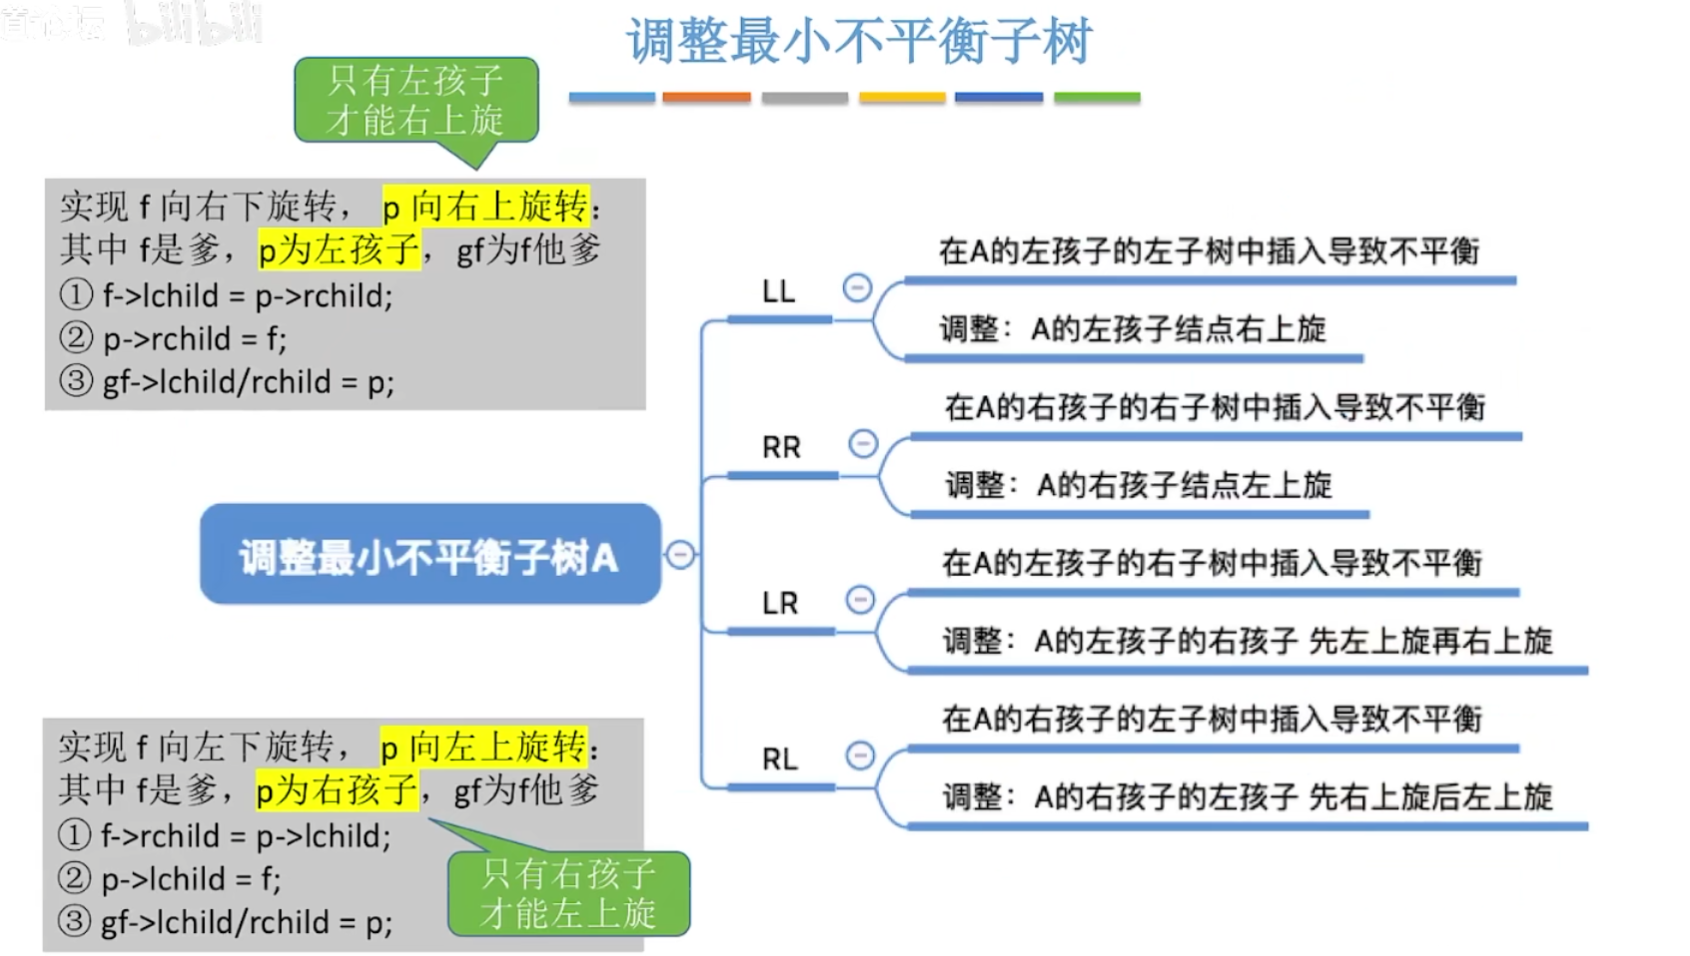 bilibili
调整最小不平衡子树
只有左孩子
才能右上旋
实现 f 向右下旋转， p 向右上旋转：
其中 f是爹，p为左孩子，gf为f他爹
① f->lchild = p->rchild;
② p->rchild = f;
③ gf->lchild/rchild = p;
调整最小不平衡子树A
LL
在A的左孩子的左子树中插入导致不平衡
调整：A的左孩子结点右上旋
RR
在A的右孩子的右子树中插入导致不平衡
调整：A的右孩子结点左上旋
LR
在A的左孩子的右子树中插入导致不平衡
调整：A的左孩子的右孩子 先左上旋再右上旋
RL
在A的右孩子的左子树中插入导致不平衡
调整：A的右孩子的左孩子 先右上旋后左上旋
实现 f 向左下旋转， p 向左上旋转：
其中 f是爹，p为右孩子，gf为f他爹
① f->rchild = p->lchild;
② p->lchild = f;
③ gf->lchild/rchild = p;
只有右孩子
才能左上旋